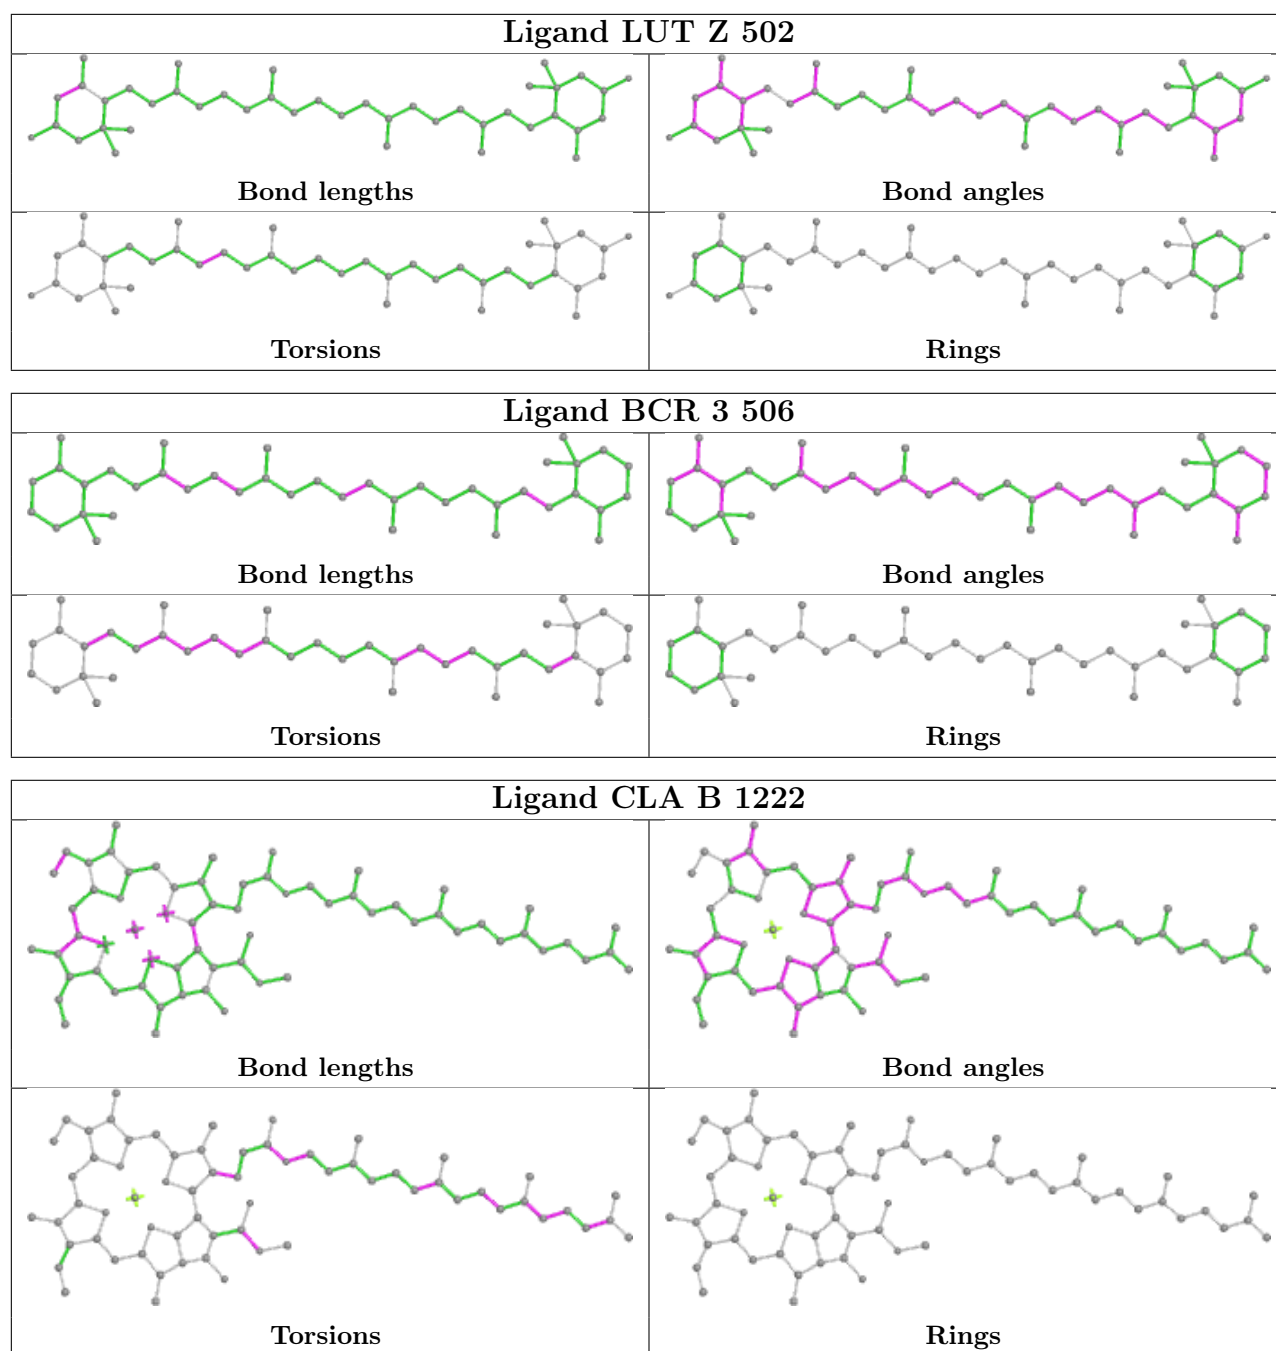 Ligand LUT Z 502
Bond lengths
Bond angles
Torsions
Rings
Ligand BCR 3 506
Bond lengths
Bond angles
Torsions
Rings
Ligand CLA B 1222
Bond lengths
Bond angles
Torsions
Rings